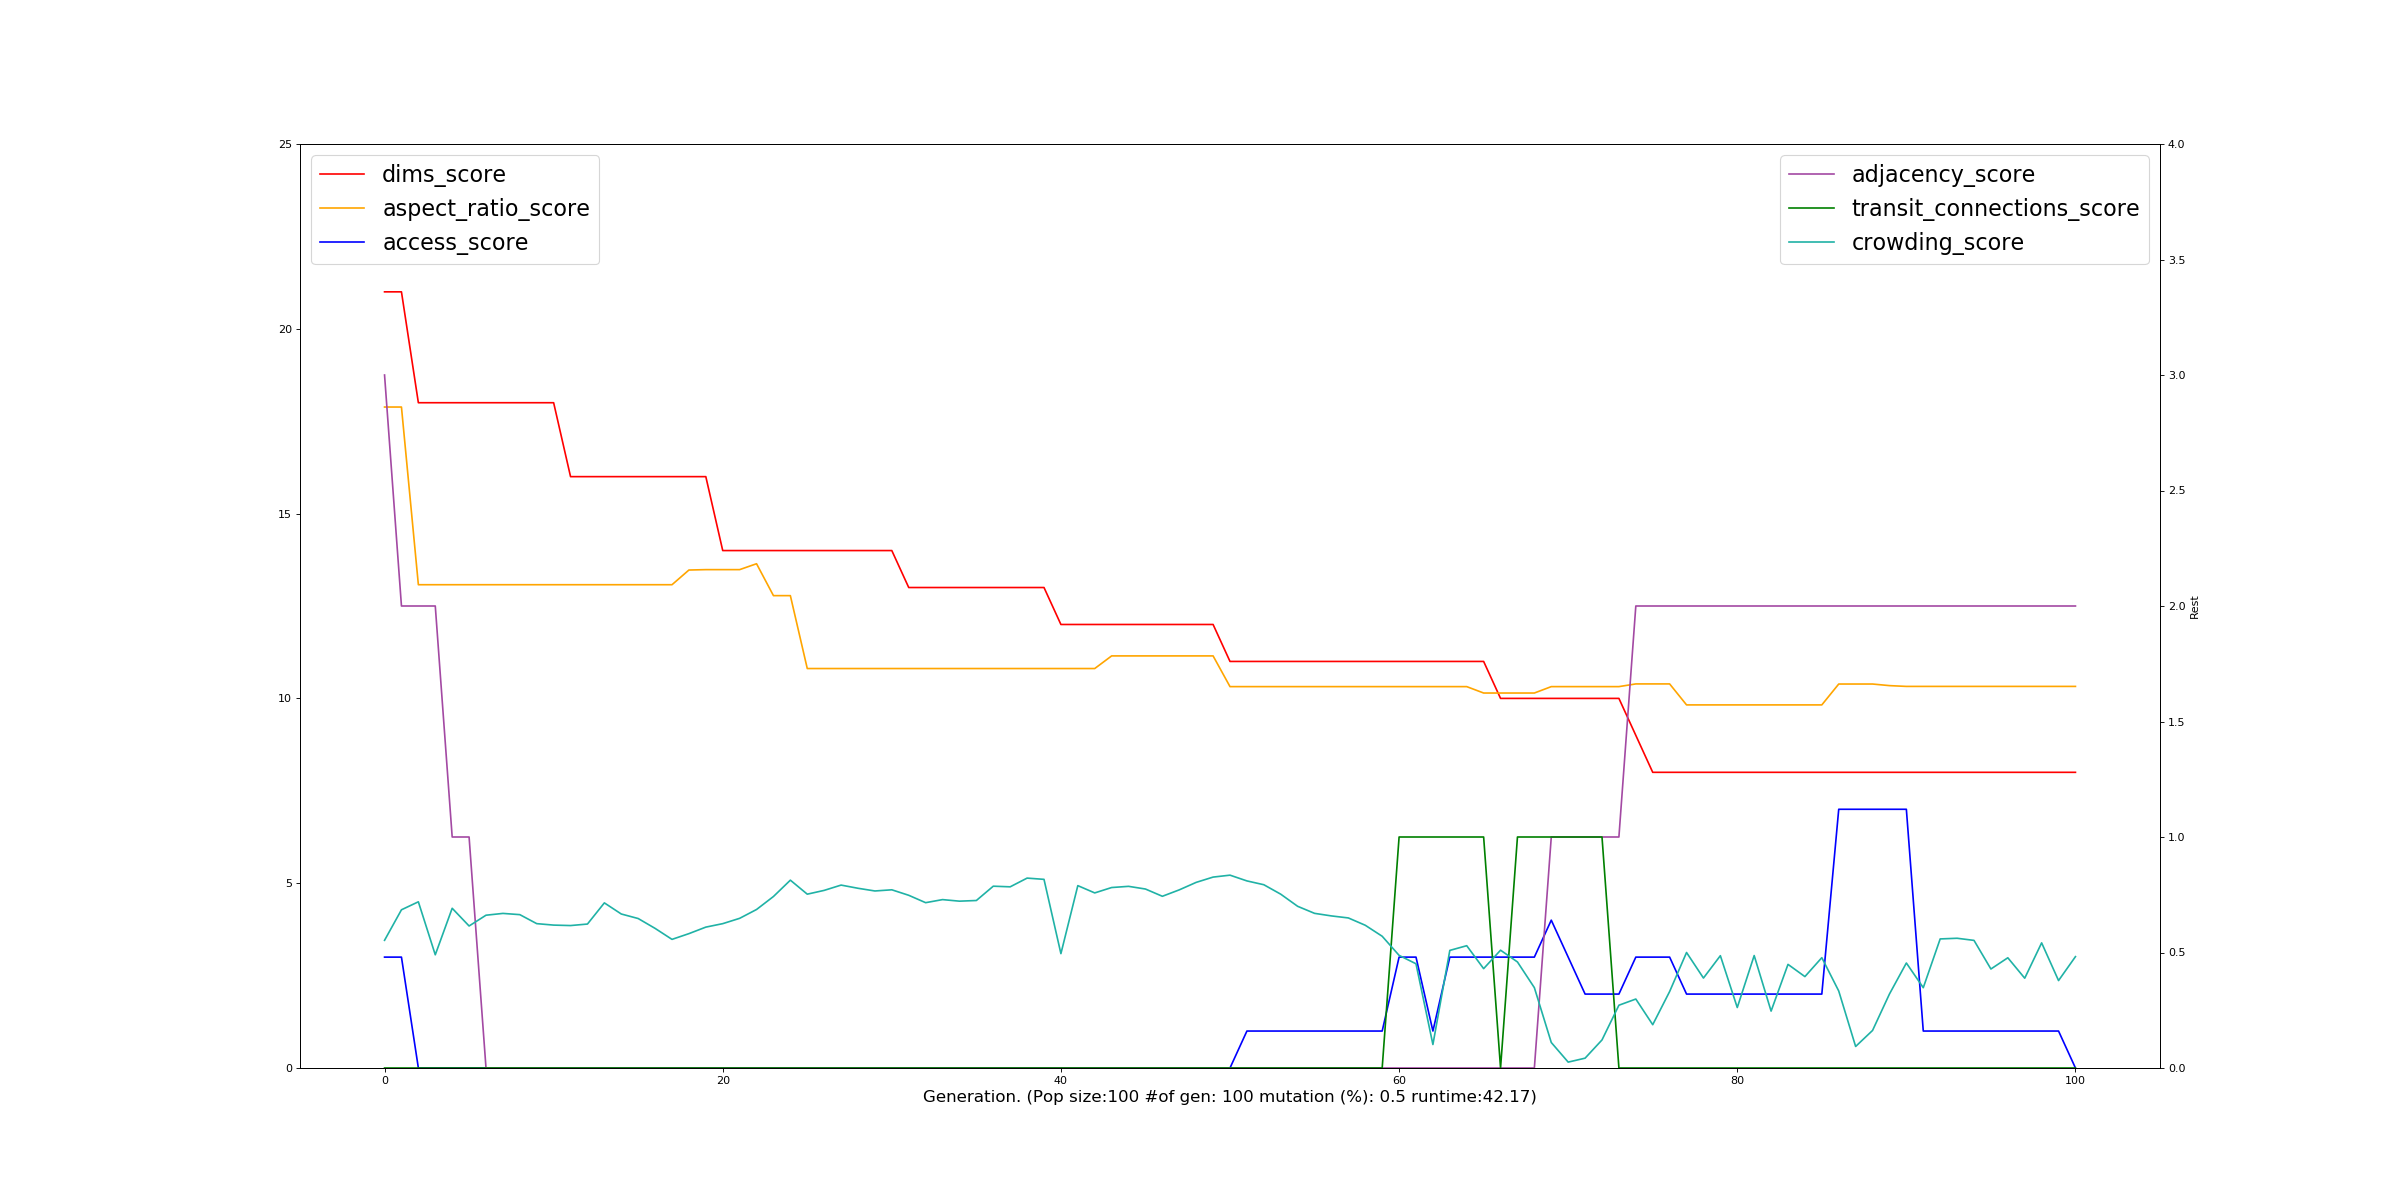 dims_score
aspect_ratio_score
access_score
adjacency_score
transit_connections_score
crowding_score
25
20
15
10
5
0
4.0
3.5
3.0
2.5
2.0
1.5
1.0
0.5
0.0
Rest
0 20 40 60 80 100
Generation. (Pop size:100 #of gen: 100 mutation (%): 0.5 runtime:42.17)